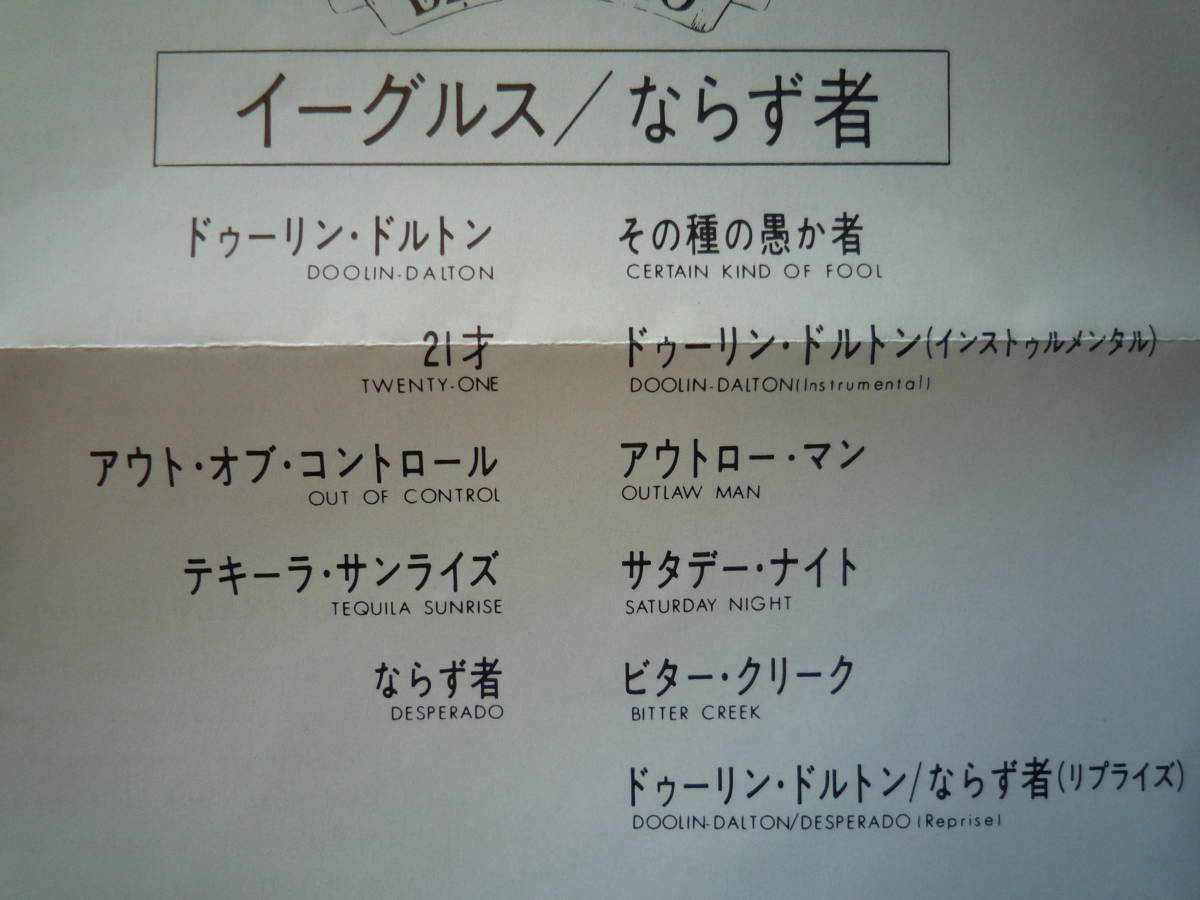 イーグルス/ならず者
ドゥーリン・ドルトン
DOOLIN-DALTON
21才
TWENTY-ONE
アウト・オブ・コントロール
OUT OF CONTROL
テキーラ・サンライズ
TEQUILA SUNRISE
ならず者
DESPERADO
その種の愚か者
CERTAIN KIND OF FOOL
ドゥーリン・ドルトン(インストゥルメンタル)
DOOLIN-DALTON(Instrumental)
アウトロー・マン
OUTLAW MAN
サタデー・ナイト
SATURDAY NIGHT
ビター・クリーク
BITTER CREEK
ドゥーリン・ドルトン/ならず者(リプライズ)
DOOLIN-DALTON/DESPERADO(Reprise)